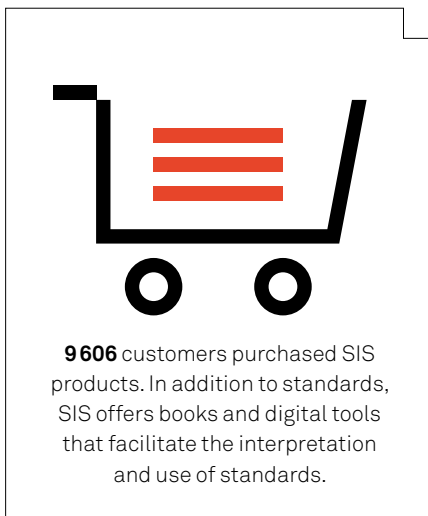 9 606 customers purchased SIS
products. In addition to standards,
SIS offers books and digital tools
that facilitate the interpretation
and use of standards.